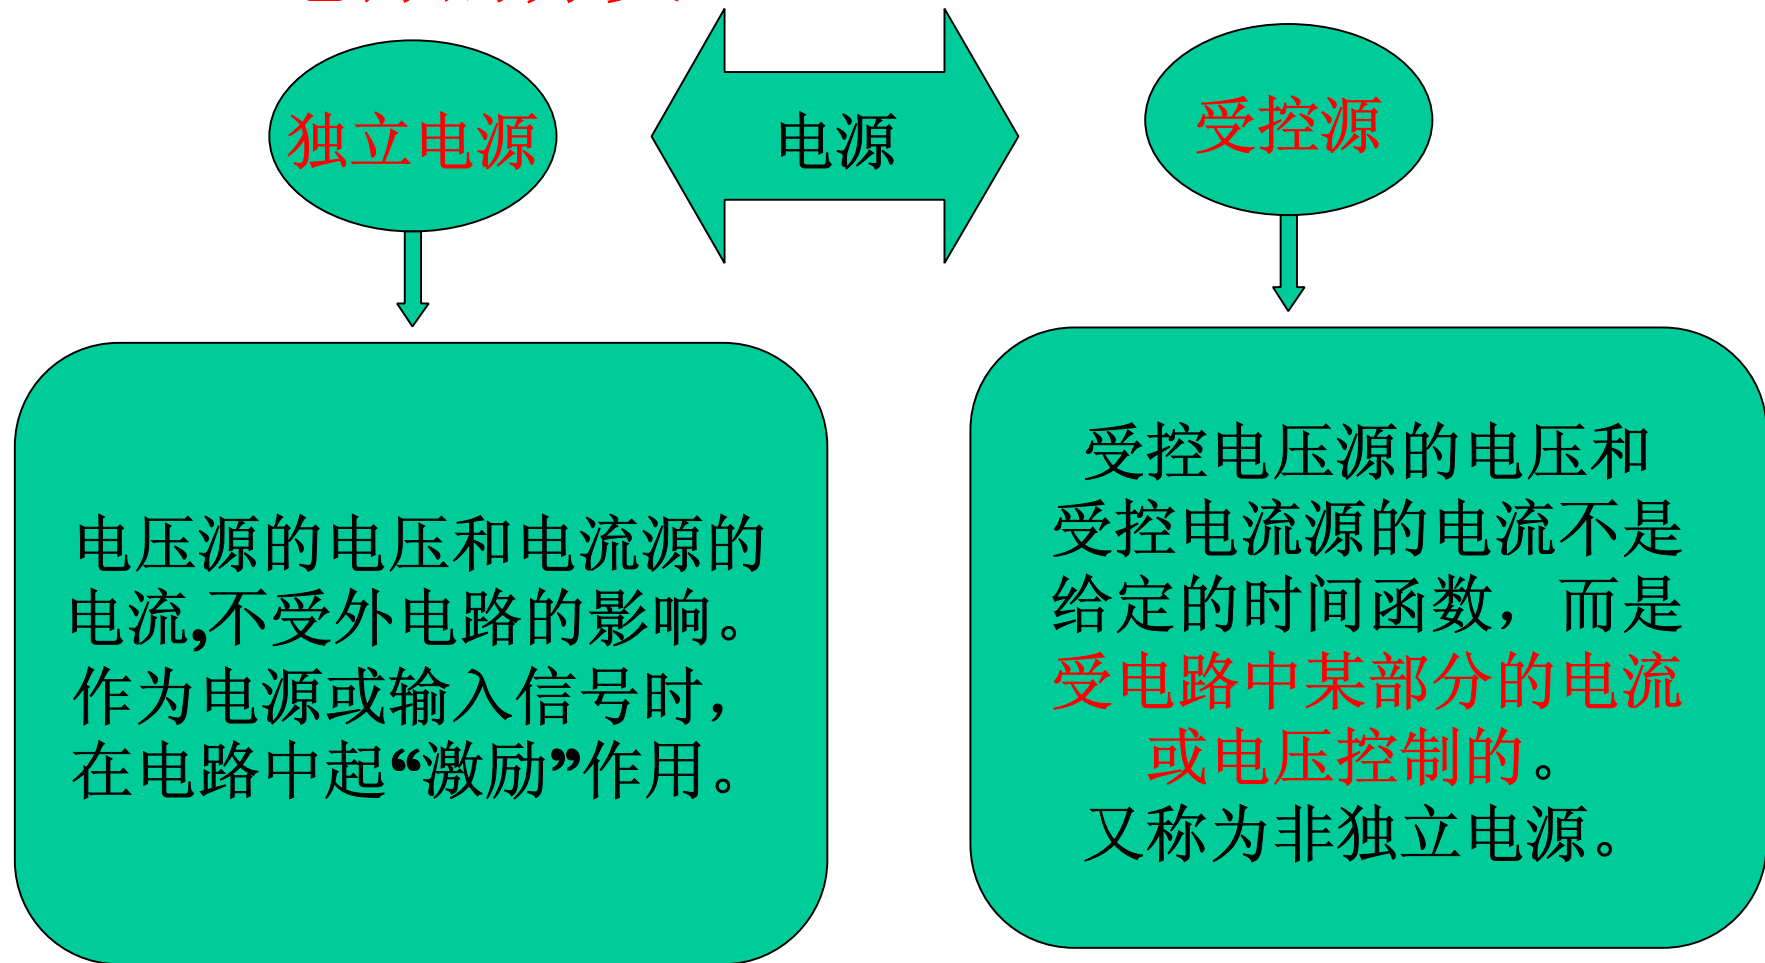 独立电源
电源
受控源
电压源的电压和电流源的
电流,不受外电路的影响。
作为电源或输入信号时，
在电路中起“激励”作用。
受控电压源的电压和
受控电流源的电流不是
给定的时间函数，而是
受电路中某部分的电流
或电压控制的。
又称为非独立电源。